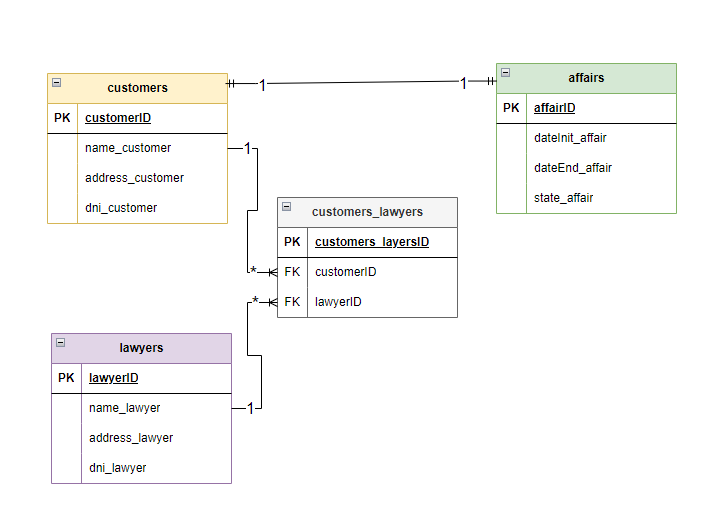 customers
PK customerID
name_customer
address_customer
dni_customer
1 1
affairs
PK affairID
dateInit_affair
dateEnd_affair
state_affair
1
*
customers_lawyers
PK customers_layersID
FK customerID
FK lawyerID
*
1
lawyers
PK lawyerID
name_lawyer
address_lawyer
dni_lawyer